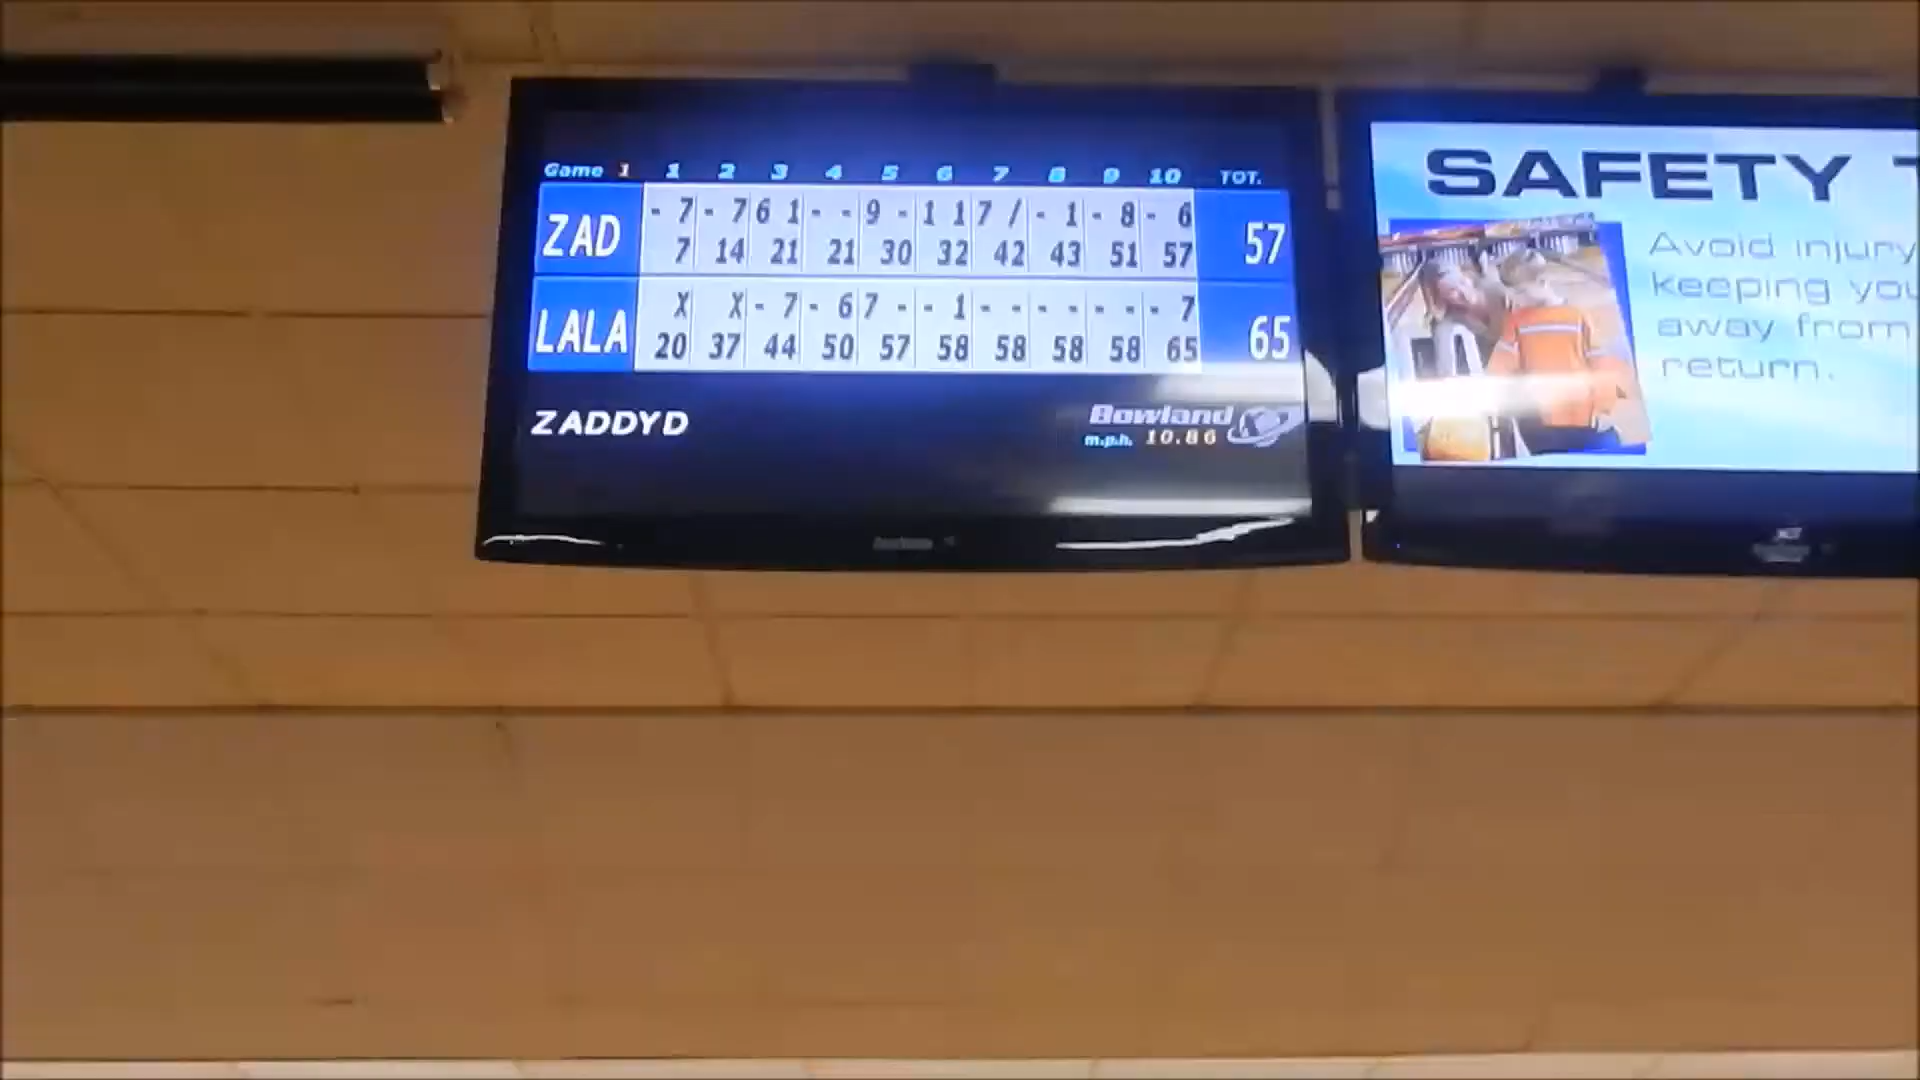 Game 1 1 2 3 4 5 6 7 8 9 10 TOT.
ZAD - 7 - 7 6 1 - - 9 - 1 1 7 / - 1 - 8 - 6 57
7 14 21 21 30 32 42 43 51 57
LALA X X - 7 - 6 7 - - 1 - - - - - - - 7 65
20 37 44 50 57 58 58 58 58 65
ZADDYD
Bowland
m.p.h. 10.86
SAFETY
Avoid injury
keeping
away from
return.